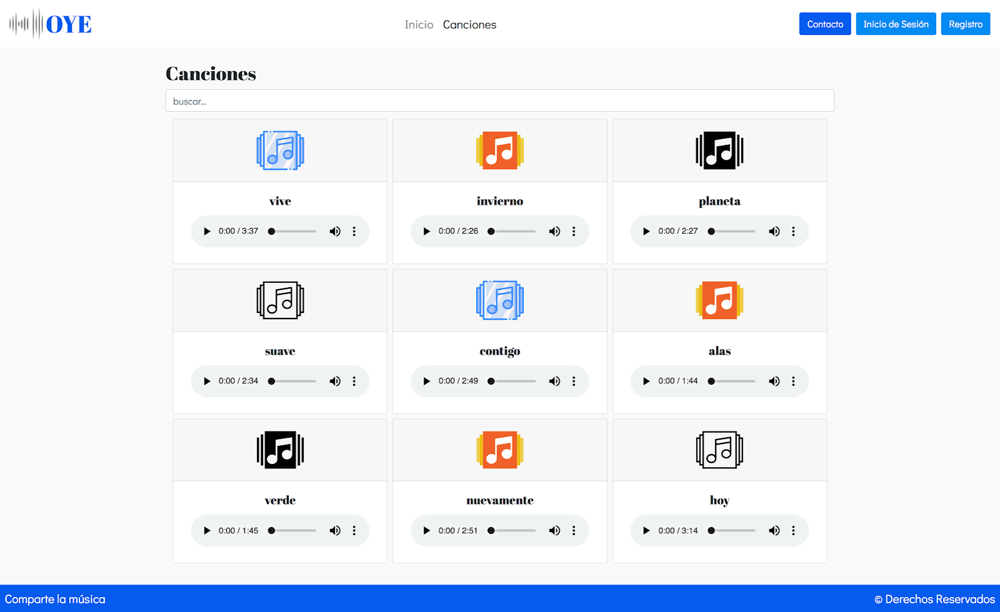 OYE
Inicio Canciones
Contacto Inicio de Sesión Registro
Canciones
buscar...
vive invierno planeta
0:00 / 3:37 0:00 / 2:26 0:00 / 2:27
suave contigo alas
0:00 / 2:34 0:00 / 2:49 0:00 / 1:44
verde nuevamente hoy
0:00 / 1:45 0:00 / 2:51 0:00 / 3:14
Comparte la música © Derechos Reservados